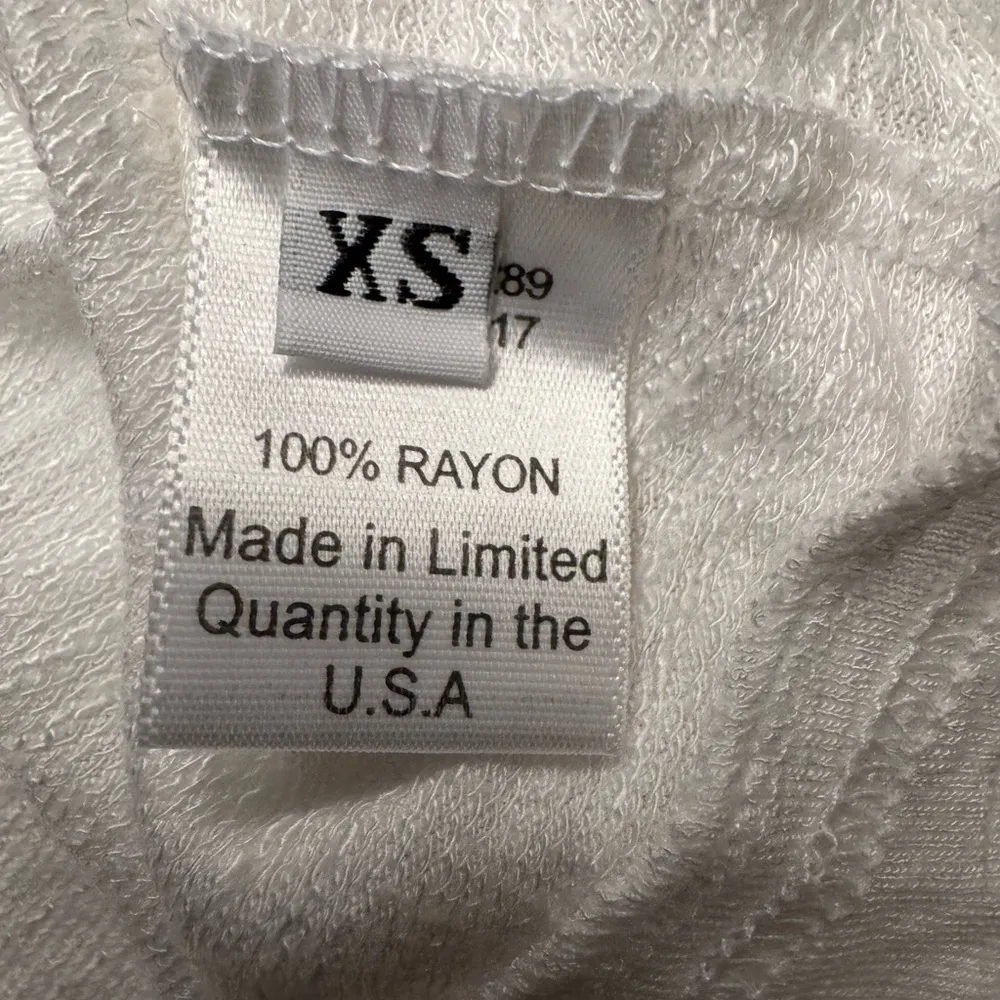 XS
89
17
100% RAYON
Made in Limited
Quantity in the
U.S.A